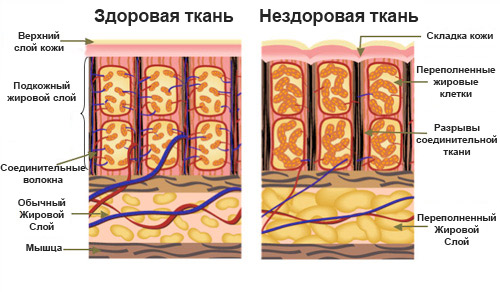 Здоровая ткань
Нездоровая ткань
Верхний
слой кожи
Подкожный
жировой слой
Соединительные
волокна
Обычный
Жировой
Слой
Мышца
Складка кожи
Переполненные
жировые
клетки
Разрывы
соединительной
ткани
Переполненный
Жировой
Слой